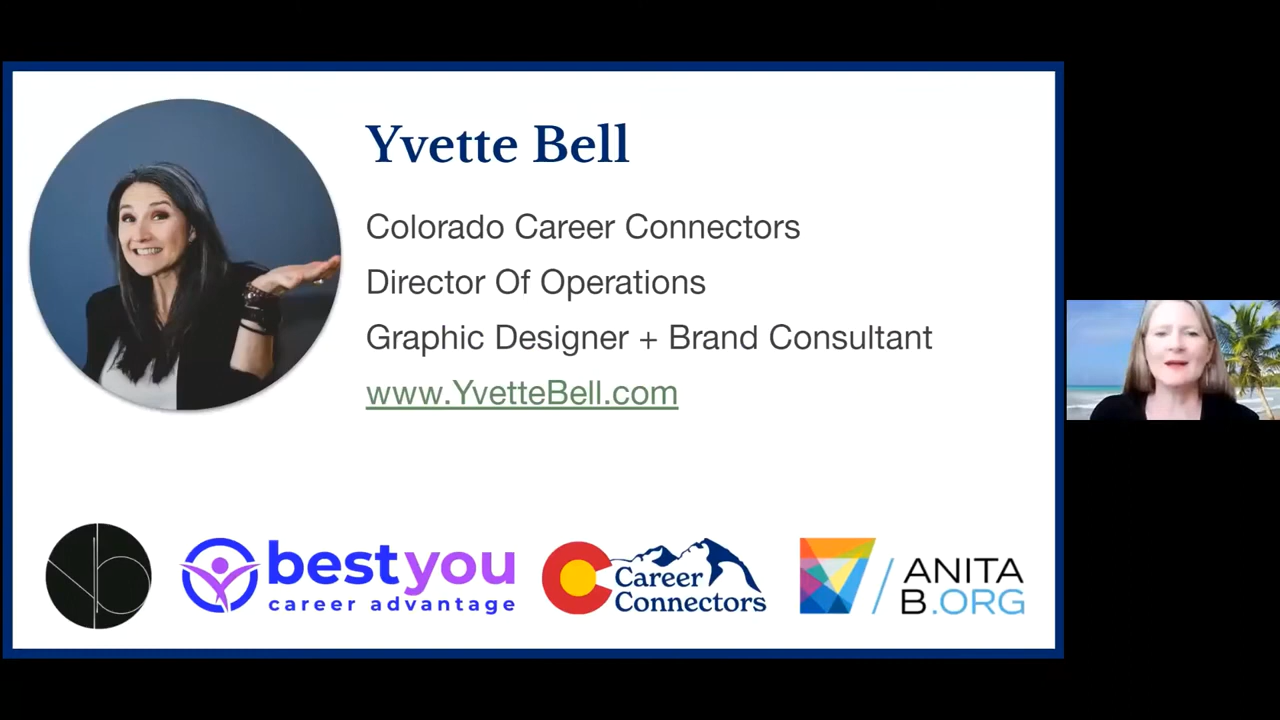 Yvette Bell
Colorado Career Connectors
Director Of Operations
Graphic Designer + Brand Consultant
www.YvetteBell.com
bestyou
career advantage
Career
Connectors
ANITA
B.ORG